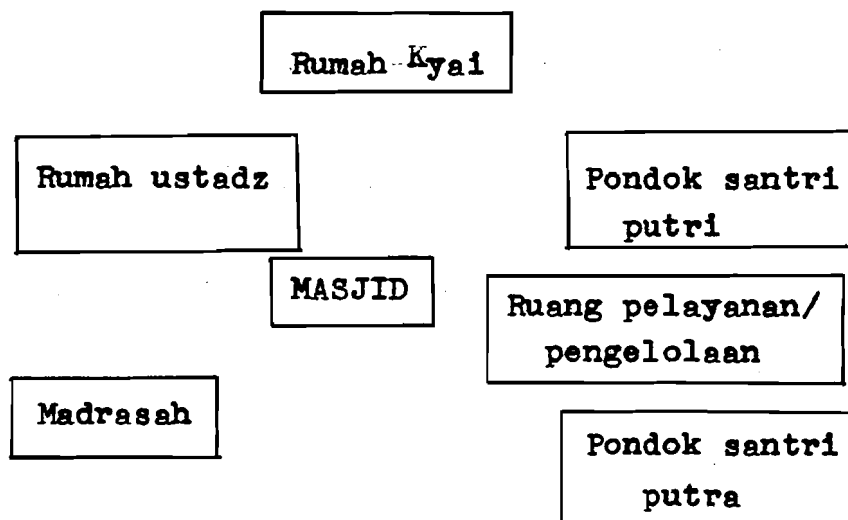 Rumah Kyai
Rumah ustadz
Pondok santri
putri
MASJID
Ruang pelayanan/
pengelolaan
Madrasah
Pondok santri
putra